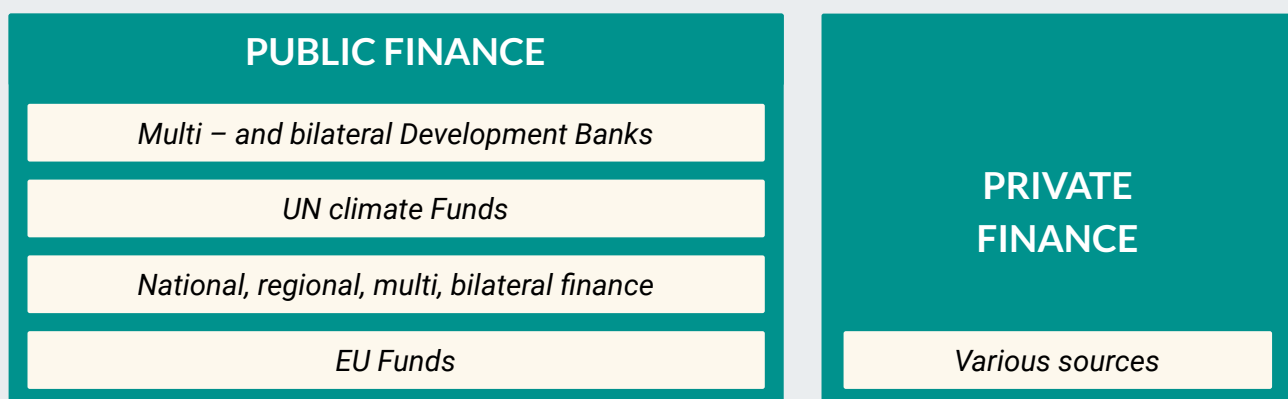 PUBLIC FINANCE
Multi – and bilateral Development Banks
UN climate Funds
National, regional, multi, bilateral finance
EU Funds
PRIVATE
FINANCE
Various sources